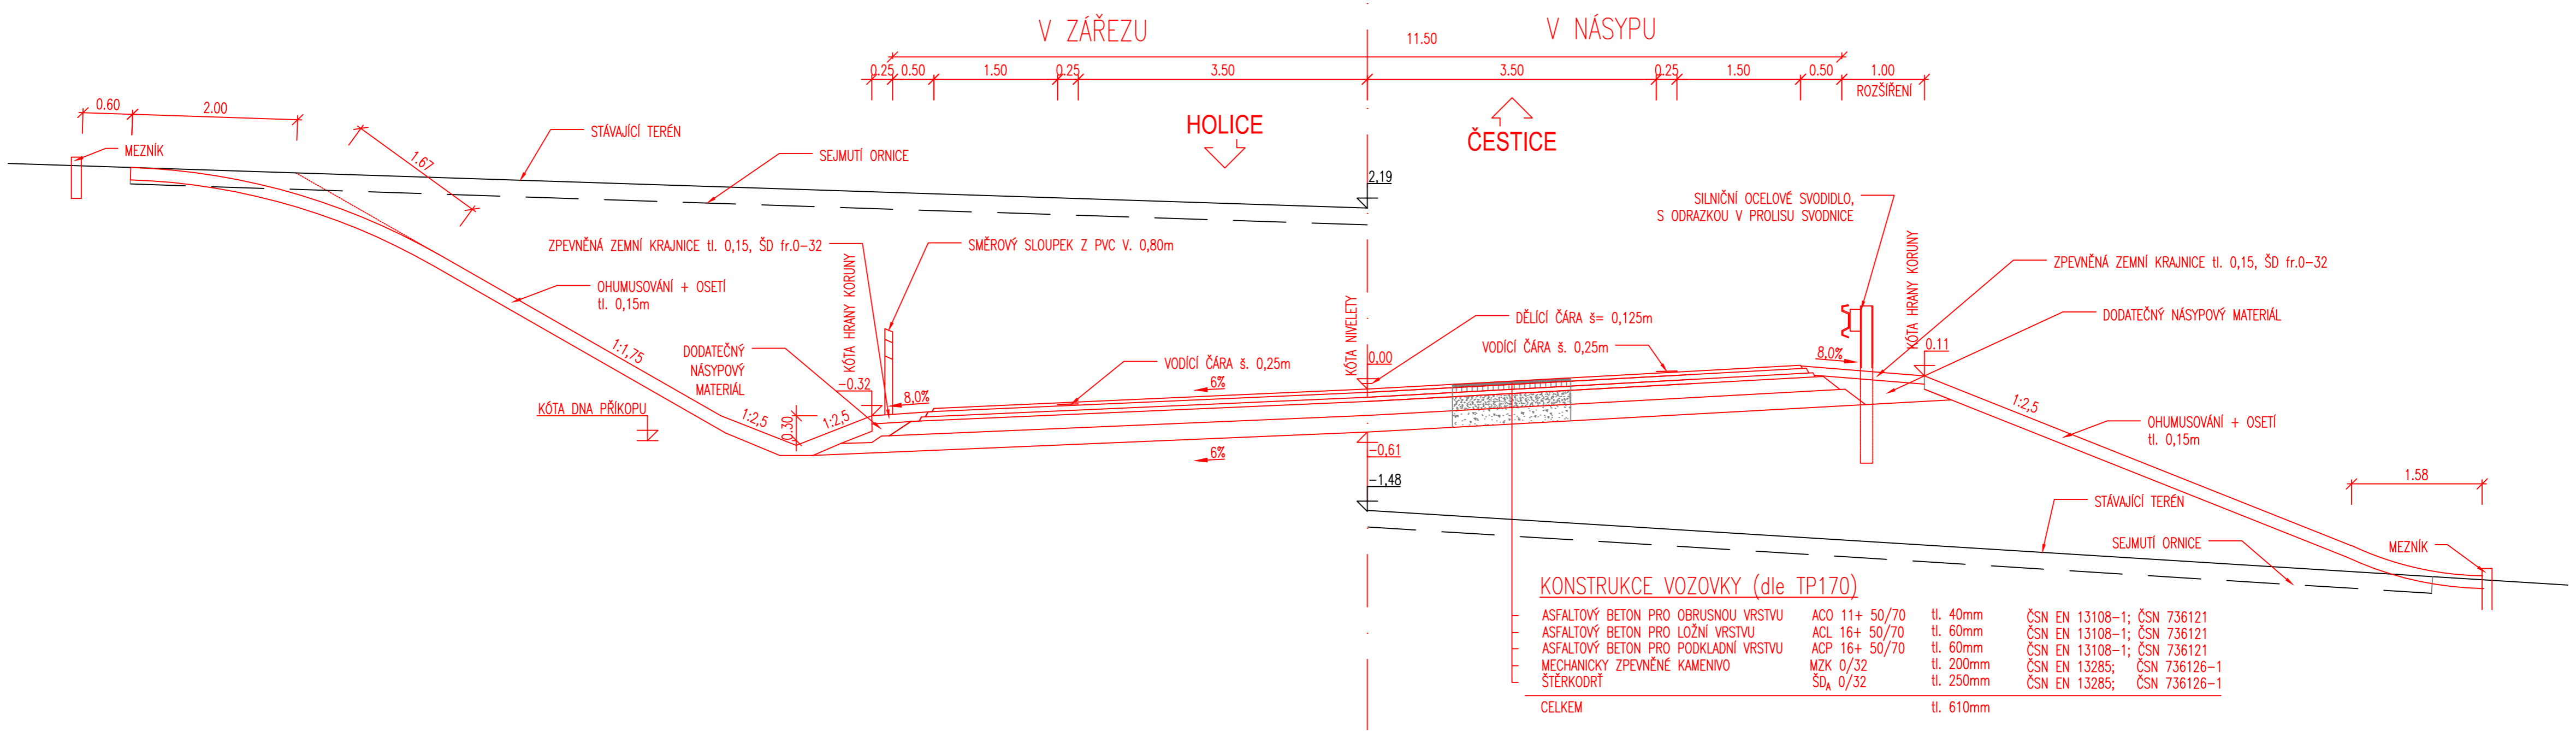 V ZÁŘEZU
V NÁSYPU
11.50
0.25 0.50 1.50 0.25 3.50 3.50 0.25 1.50 0.50 1.00
ROZŠÍŘENÍ
0.60 2.00
MEZNÍK
1.67
STÁVAJÍCÍ TERÉN
SEJMUTÍ ORNICE
HOLICE
ČESTICE
2,19
SILNIČNÍ OCELOVÉ SVODIDLO,
S ODRAZKOU V PROLISU SVODNICE
ZPEVNĚNÁ ZEMNÍ KRAJNICE tl. 0,15, ŠD fr.0-32
SMĚROVÝ SLOUPEK Z PVC V. 0,80m
KÓTA HRANY KORUNY
KÓTA HRANY KORUNY
ZPEVNĚNÁ ZEMNÍ KRAJNICE tl. 0,15, ŠD fr.0-32
OHUMUSOVÁNÍ + OSETÍ
tl. 0,15m
KÓTA NIVELETY
DĚLÍCÍ ČÁRA š= 0,125m
DODATEČNÝ NÁSYPOVÝ MATERIÁL
1:1,75
DODATEČNÝ
NÁSYPOVÝ
MATERIÁL
VODÍCÍ ČÁRA š. 0,25m
0,00
VODÍCÍ ČÁRA š. 0,25m
8,0%
0.11
-0.32
6%
8,0%
KÓTA DNA PŘÍKOPU
1:2,5
0.30
1:2,5
1:2,5
OHUMUSOVÁNÍ + OSETÍ
tl. 0,15m
6%
-0,61
-1,48
1.58
STÁVAJÍCÍ TERÉN
SEJMUTÍ ORNICE
MEZNÍK
KONSTRUKCE VOZOVKY (dle TP170)
ASFALTOVÝ BETON PRO OBRUSNOU VRSTVU ACO 11+ 50/70 tl. 40mm ČSN EN 13108-1; ČSN 736121
ASFALTOVÝ BETON PRO LOŽNÍ VRSTVU ACL 16+ 50/70 tl. 60mm ČSN EN 13108-1; ČSN 736121
ASFALTOVÝ BETON PRO PODKLADNÍ VRSTVU ACP 16+ 50/70 tl. 60mm ČSN EN 13108-1; ČSN 736121
MECHANICKY ZPEVNĚNÉ KAMENIVO MZK 0/32 tl. 200mm ČSN EN 13285; ČSN 736126-1
ŠTĚRKODRŤ ŠDA 0/32 tl. 250mm ČSN EN 13285; ČSN 736126-1
CELKEM tl. 610mm